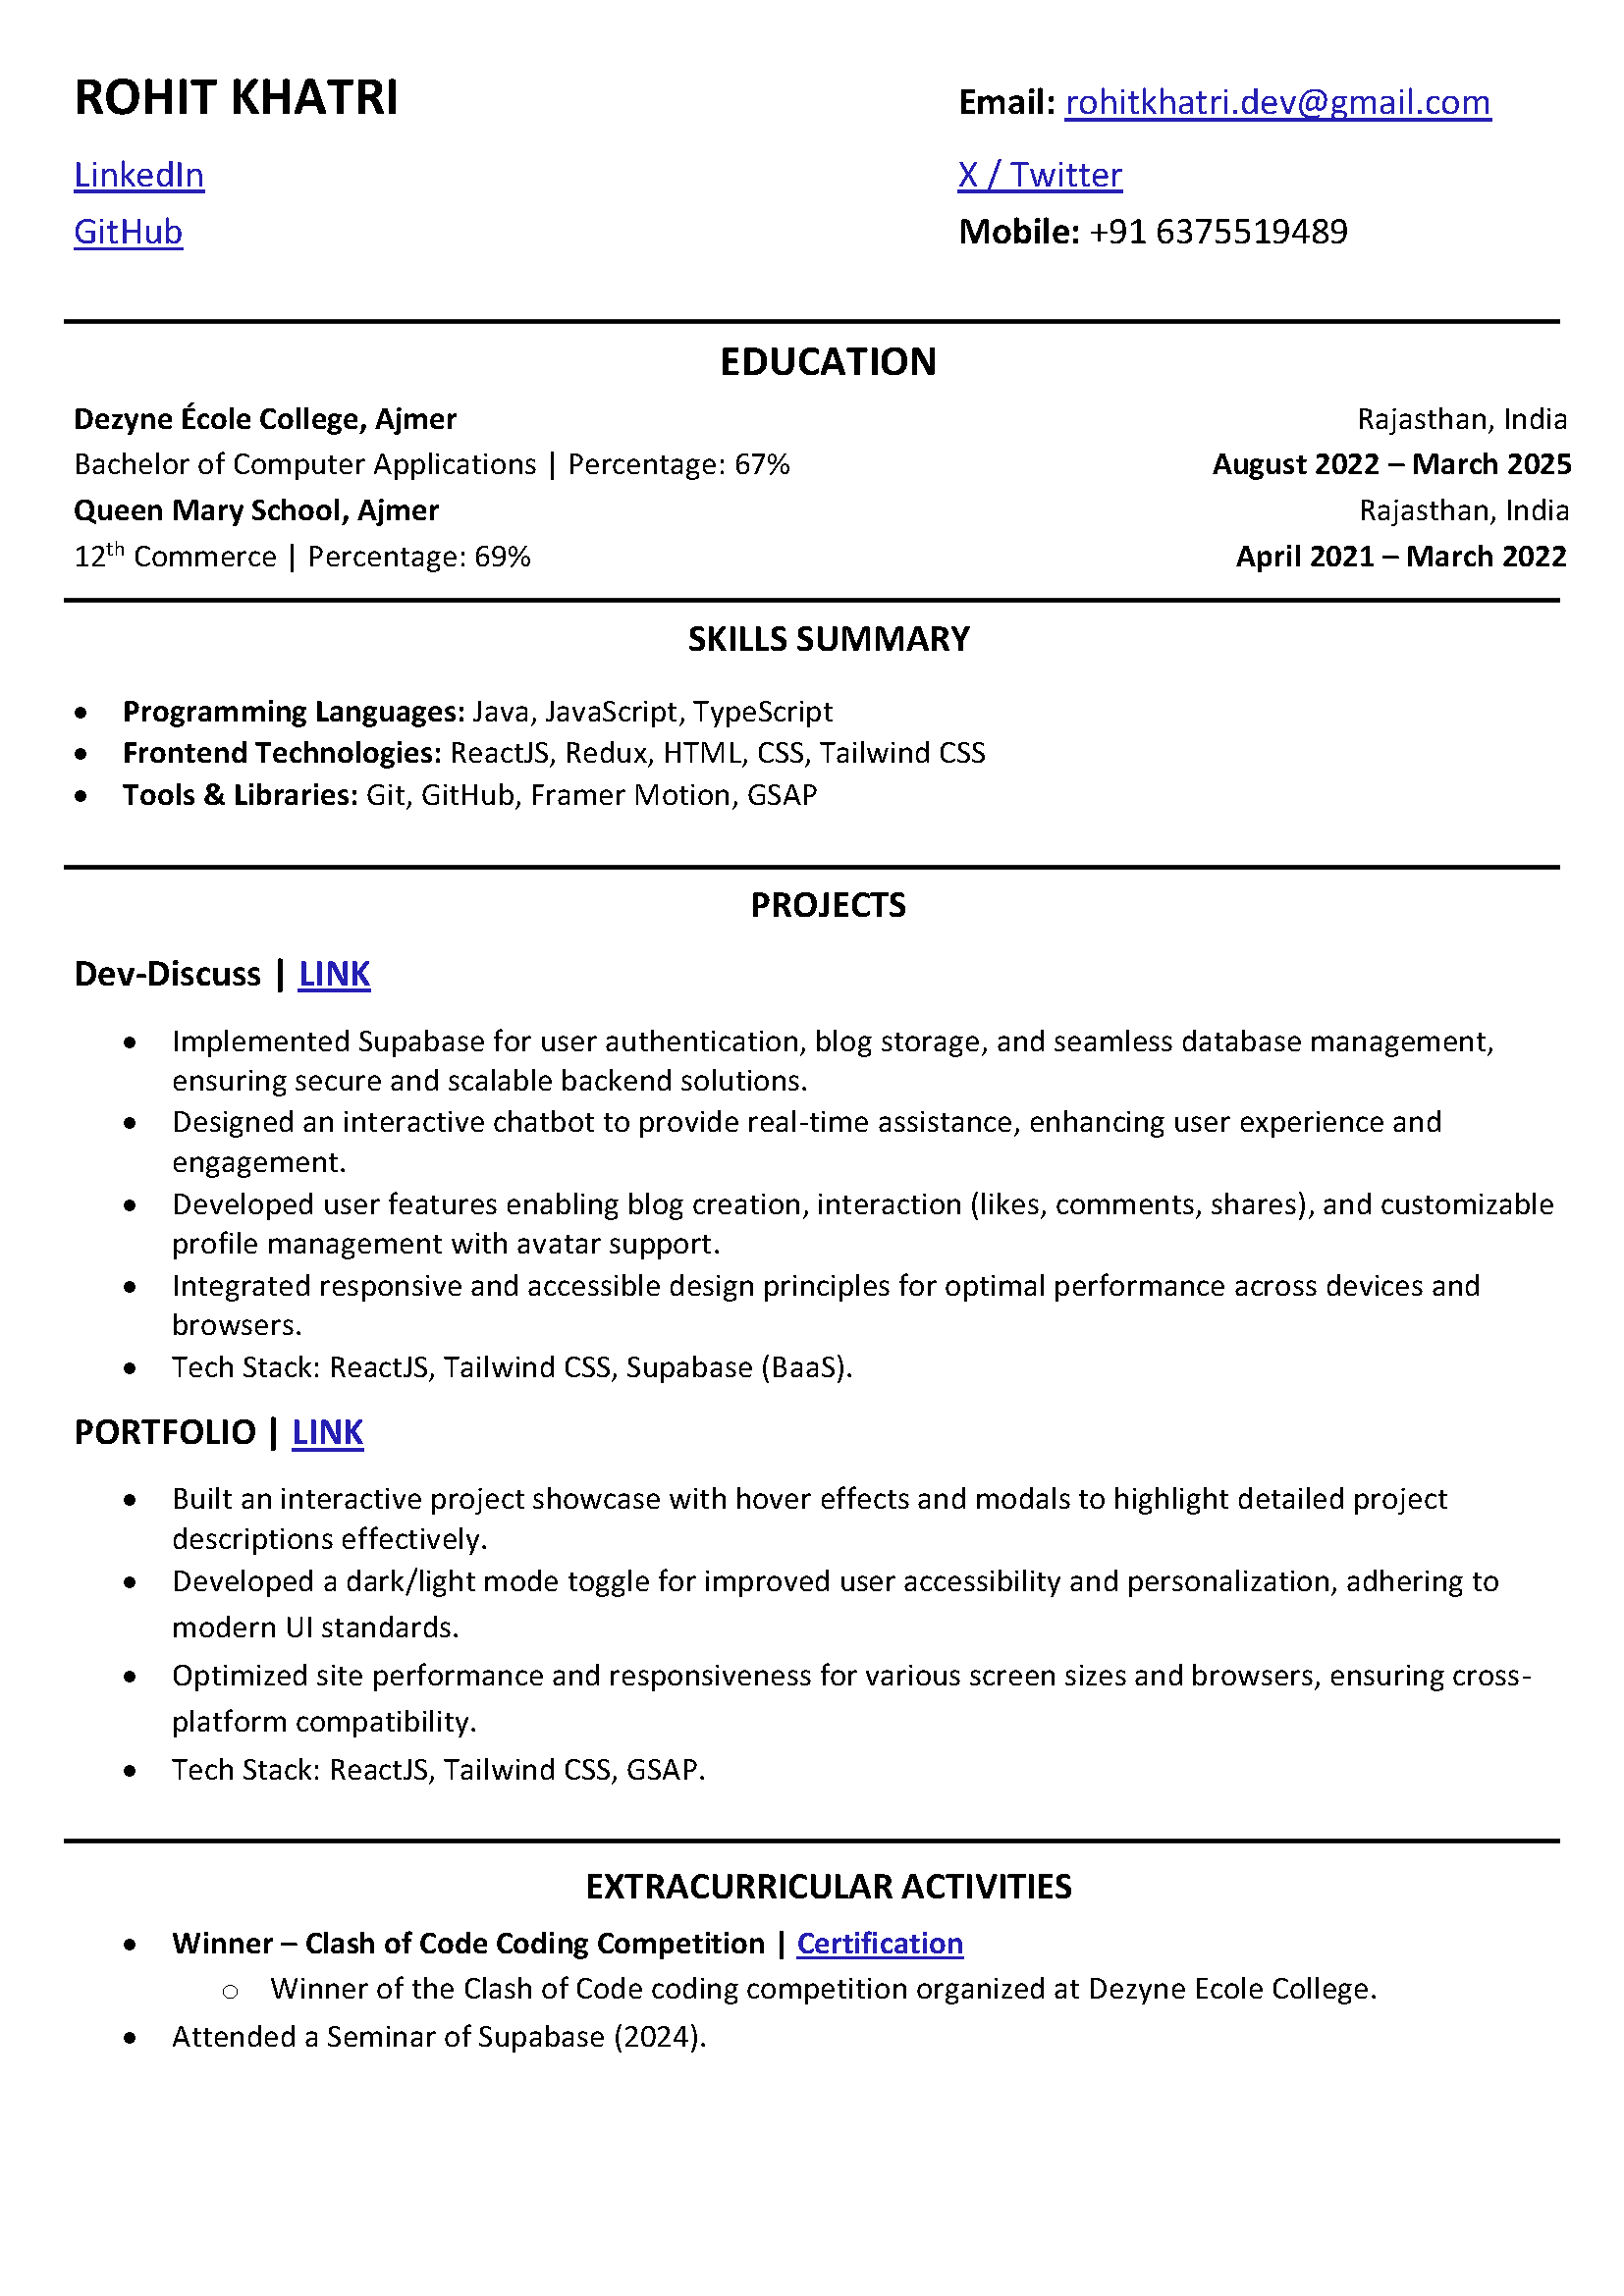 ROHIT KHATRI
Email: rohitkhatri.dev@gmail.com
LinkedIn
X / Twitter
GitHub
Mobile: +91 6375519489
EDUCATION
Dezyne École College, Ajmer Rajasthan, India
Bachelor of Computer Applications | Percentage: 67% August 2022 – March 2025
Queen Mary School, Ajmer Rajasthan, India
12th Commerce | Percentage: 69% April 2021 – March 2022
SKILLS SUMMARY
• Programming Languages: Java, JavaScript, TypeScript
• Frontend Technologies: ReactJS, Redux, HTML, CSS, Tailwind CSS
• Tools & Libraries: Git, GitHub, Framer Motion, GSAP
PROJECTS
Dev-Discuss | LINK
• Implemented Supabase for user authentication, blog storage, and seamless database management,
ensuring secure and scalable backend solutions.
• Designed an interactive chatbot to provide real-time assistance, enhancing user experience and
engagement.
• Developed user features enabling blog creation, interaction (likes, comments, shares), and customizable
profile management with avatar support.
• Integrated responsive and accessible design principles for optimal performance across devices and
browsers.
• Tech Stack: ReactJS, Tailwind CSS, Supabase (BaaS).
PORTFOLIO | LINK
• Built an interactive project showcase with hover effects and modals to highlight detailed project
descriptions effectively.
• Developed a dark/light mode toggle for improved user accessibility and personalization, adhering to
modern UI standards.
• Optimized site performance and responsiveness for various screen sizes and browsers, ensuring cross-
platform compatibility.
• Tech Stack: ReactJS, Tailwind CSS, GSAP.
EXTRACURRICULAR ACTIVITIES
• Winner – Clash of Code Coding Competition | Certification
○ Winner of the Clash of Code coding competition organized at Dezyne Ecole College.
• Attended a Seminar of Supabase (2024).